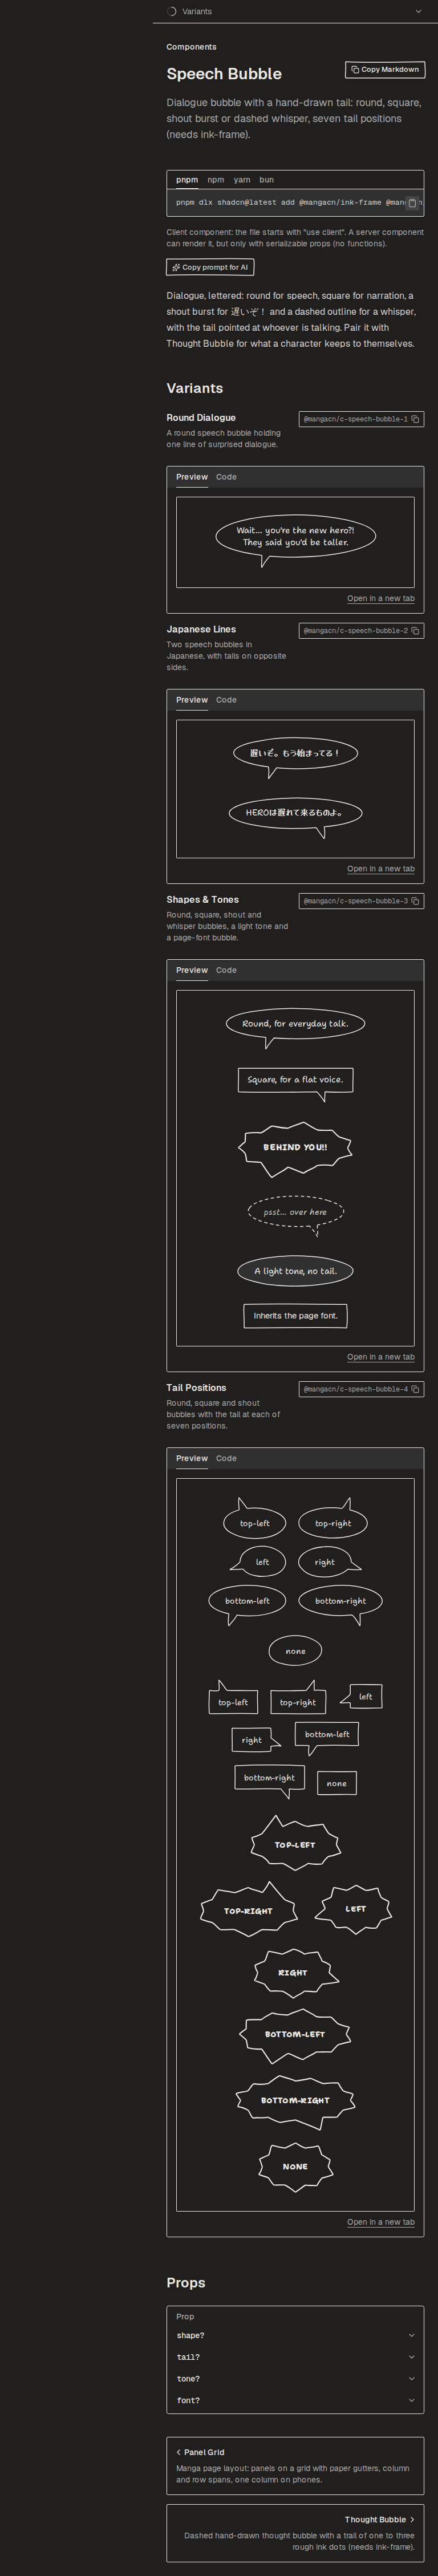 Variants
Components
Speech Bubble
Copy Markdown
Dialogue bubble with a hand-drawn tail: round, square,
shout burst or dashed whisper, seven tail positions
(needs ink-frame).
pnpm npm yarn bun
pnpm dlx shadcn@latest add @mangacn/ink-frame
Client component: the file starts with "use client". A server component
can render it, but only with serializable props (no functions).
Copy prompt for AI
Dialogue, lettered: round for speech, square for narration, a
shout burst for 遅いぞ！ and a dashed outline for a whisper,
with the tail pointed at whoever is talking. Pair it with
Thought Bubble for what a character keeps to themselves.
Variants
Round Dialogue
@mangacn/c-speech-bubble-1
A round speech bubble holding
one line of surprised dialogue.
Preview Code
Wait... you're the new hero?!
They said you'd be taller.
Open in a new tab
Japanese Lines
@mangacn/c-speech-bubble-2
Two speech bubbles in
Japanese, with tails on opposite
sides.
Preview Code
遅いぞ。もう始まってる！
HEROは遅れて来るものよ。
Open in a new tab
Shapes & Tones
@mangacn/c-speech-bubble-3
Round, square, shout and
whisper bubbles, a light tone and
a page-font bubble.
Preview Code
Round, for everyday talk.
Square, for a flat voice.
BEHIND YOU!!
psst... over here
A light tone, no tail.
Inherits the page font.
Open in a new tab
Tail Positions
@mangacn/c-speech-bubble-4
Round, square and shout
bubbles with the tail at each of
seven positions.
Preview Code
top-left top-right
left right
bottom-left bottom-right
none
top-left top-right left
right bottom-left
bottom-right none
TOP-LEFT
TOP-RIGHT LEFT
RIGHT
BOTTOM-LEFT
BOTTOM-RIGHT
NONE
Open in a new tab
Props
Prop
shape?
tail?
tone?
font?
Panel Grid
Manga page layout: panels on a grid with paper gutters, column
and row spans, one column on phones.
Thought Bubble
Dashed hand-drawn thought bubble with a trail of one to three
rough ink dots (needs ink-frame).